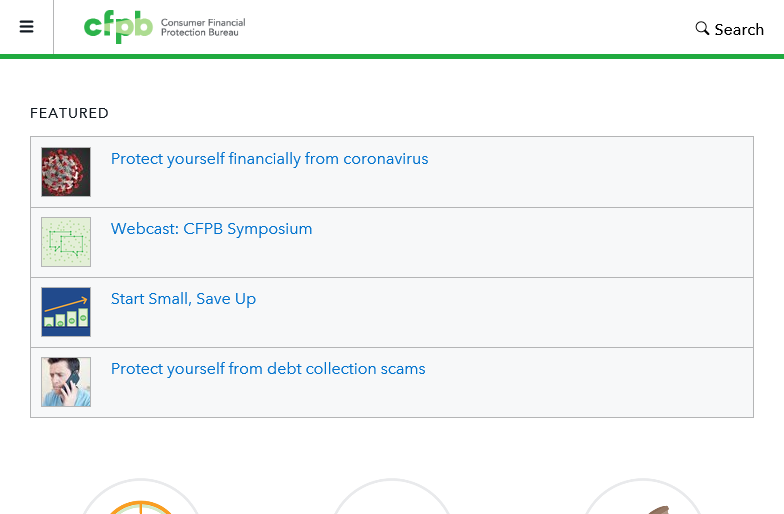 cfpb
Consumer Financial
Protection Bureau
Search
FEATURED
Protect yourself financially from coronavirus
Webcast: CFPB Symposium
Start Small, Save Up
Protect yourself from debt collection scams